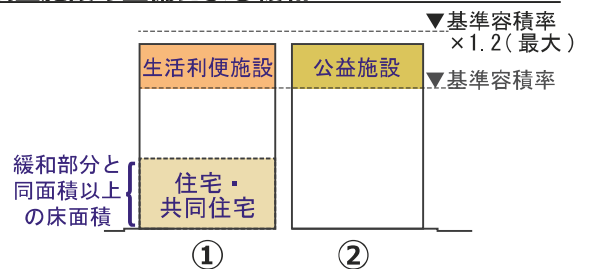 ▼基準容積率
×1.2(最大)
生活利便施設
公益施設
▼基準容積率
緩和部分と
同面積以上
の床面積
住宅・
共同住宅
①
②